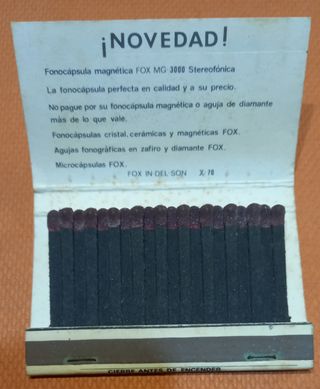 ¡NOVEDAD!
Fonocápsula magnética FOX MG 3000 Stereofónica
La fonocápsula perfecta en calidad y a su precio.
No pague por su fonocápsula magnética o aguja de diamante
más de lo que vale.
Fonocápsulas cristal, cerámicas y magnéticas FOX.
Agujas fonográficas en zafiro y diamante FOX.
Microcápsulas FOX.
FOX IN DEL SON X-70
CIERRE ANTES DE ENCENDER